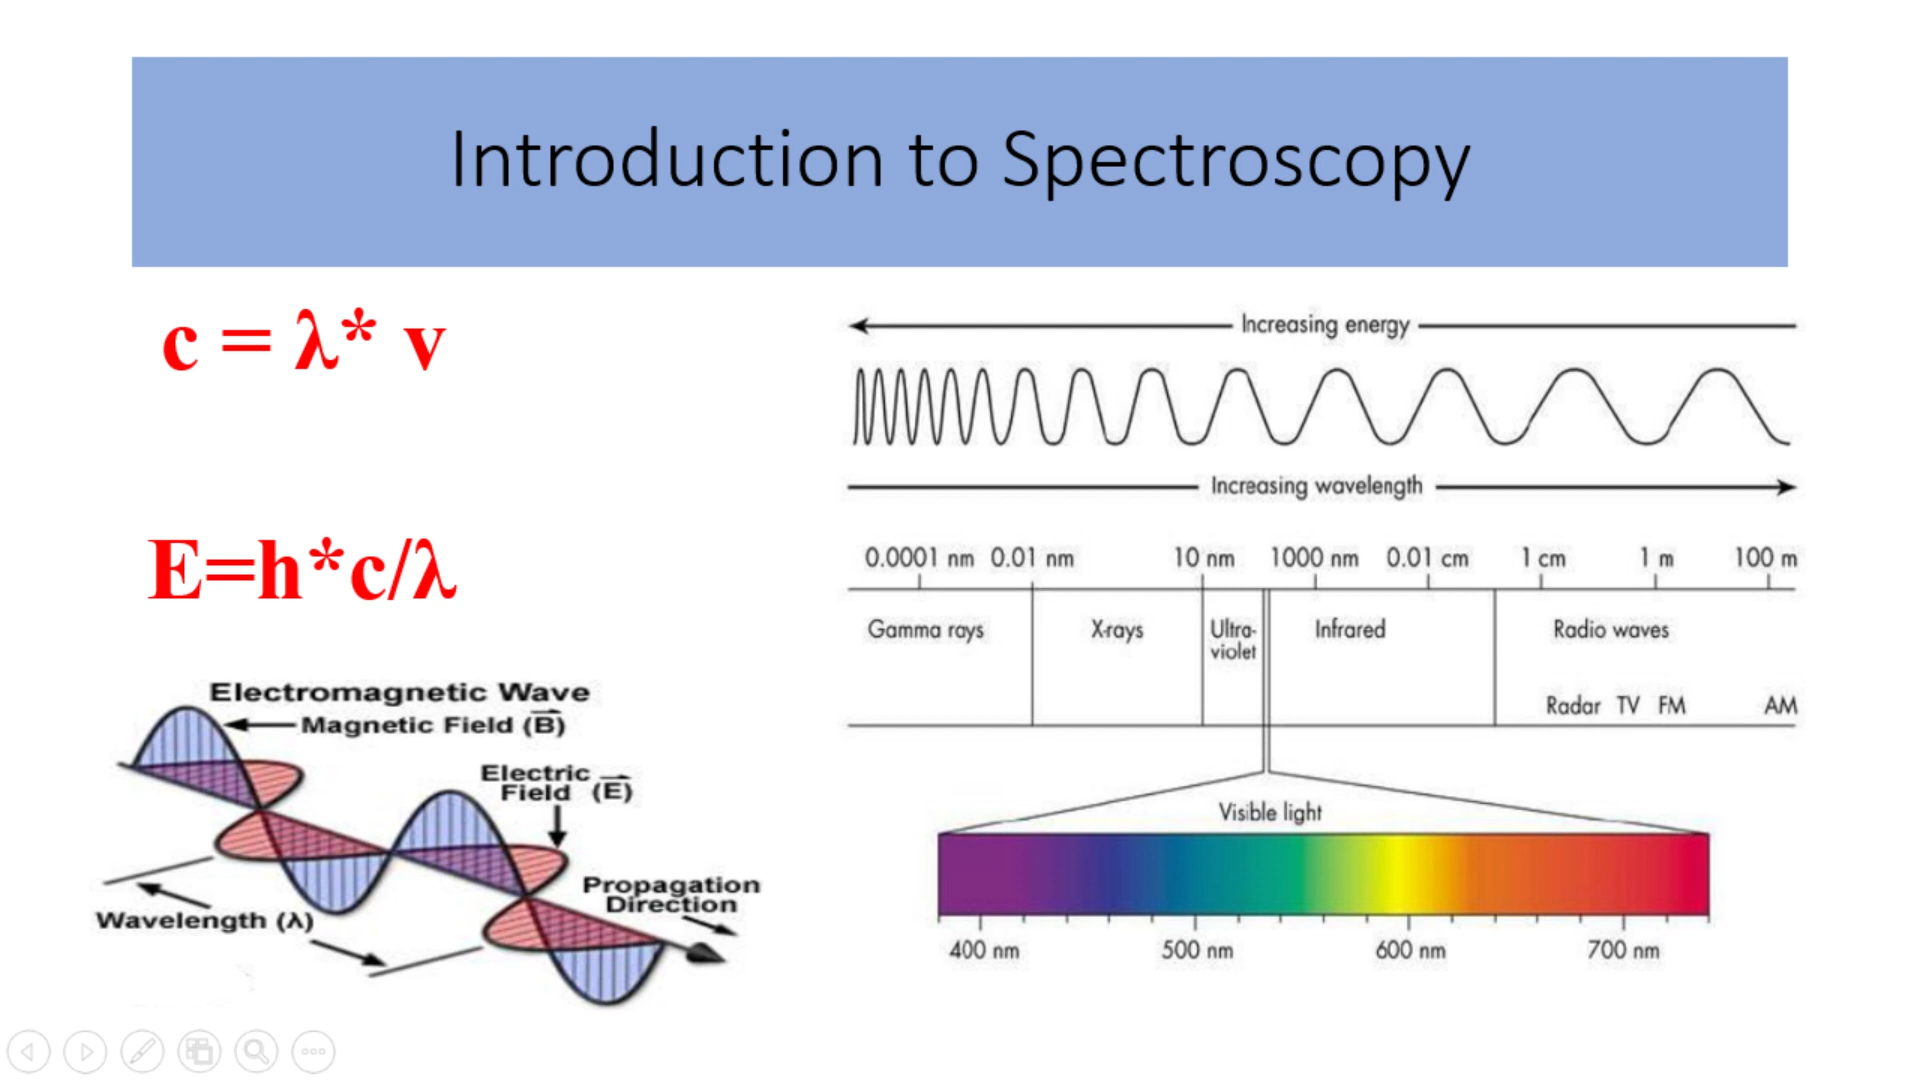 Introduction to Spectroscopy
c = λ* v
E=h*c/λ
Electromagnetic Wave
Magnetic Field (B)
Electric
Field (E)
Propagation
Direction
Wavelength (λ)
Increasing energy
Increasing wavelength
0.0001 nm 0.01 nm 10 nm 1000 nm 0.01 cm 1 cm 1 m 100 m
Gamma rays X-rays Ultra- Infrared Radio waves
violet
Radar TV FM AM
Visible light
400 nm 500 nm 600 nm 700 nm